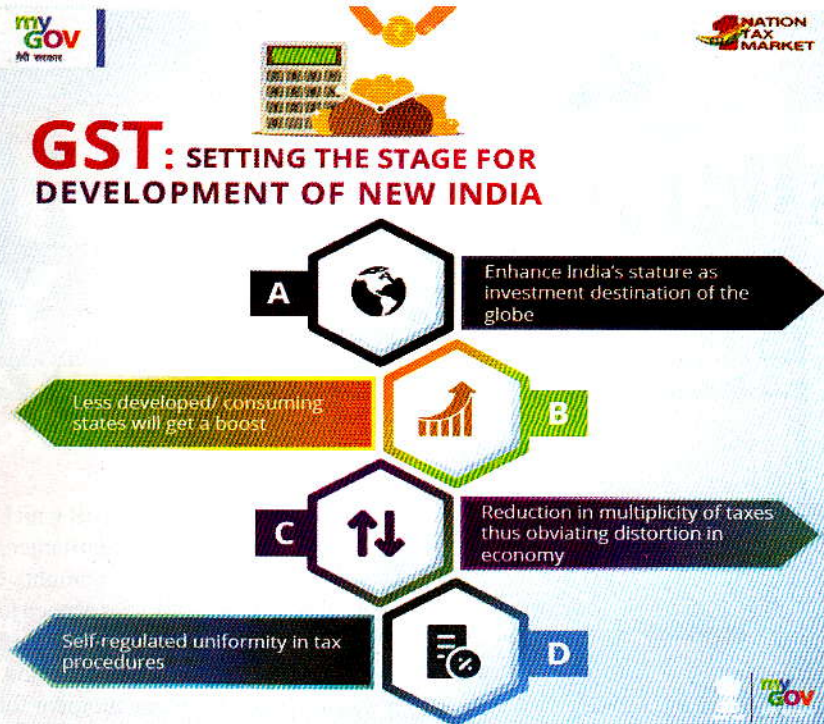 my
GOV
मेरी सरकार
1 NATION
TAX
MARKET
GST: SETTING THE STAGE FOR
DEVELOPMENT OF NEW INDIA
A
Enhance India's stature as
investment destination of the
globe
Less developed/ consuming
states will get a boost
B
C
Reduction in multiplicity of taxes
thus obviating distortion in
economy
Self-regulated uniformity in tax
procedures
D
my
GOV